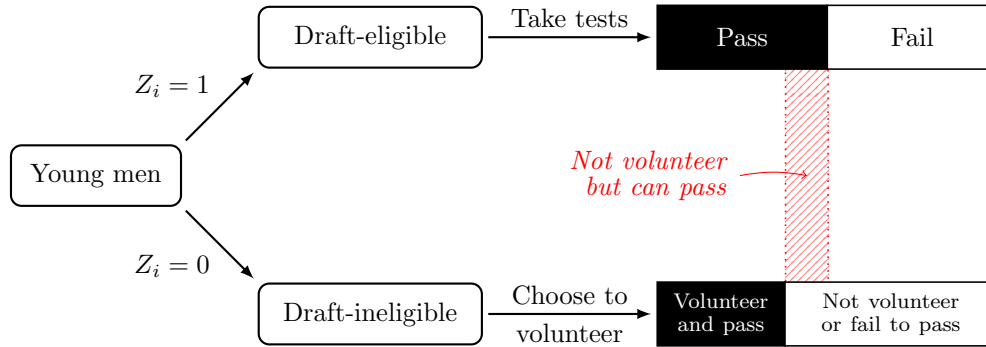 Draft-eligible
Take tests
Pass
Fail
Z_i = 1
Young men
Not volunteer
but can pass
Z_i = 0
Draft-ineligible
Choose to
volunteer
Volunteer
and pass
Not volunteer
or fail to pass